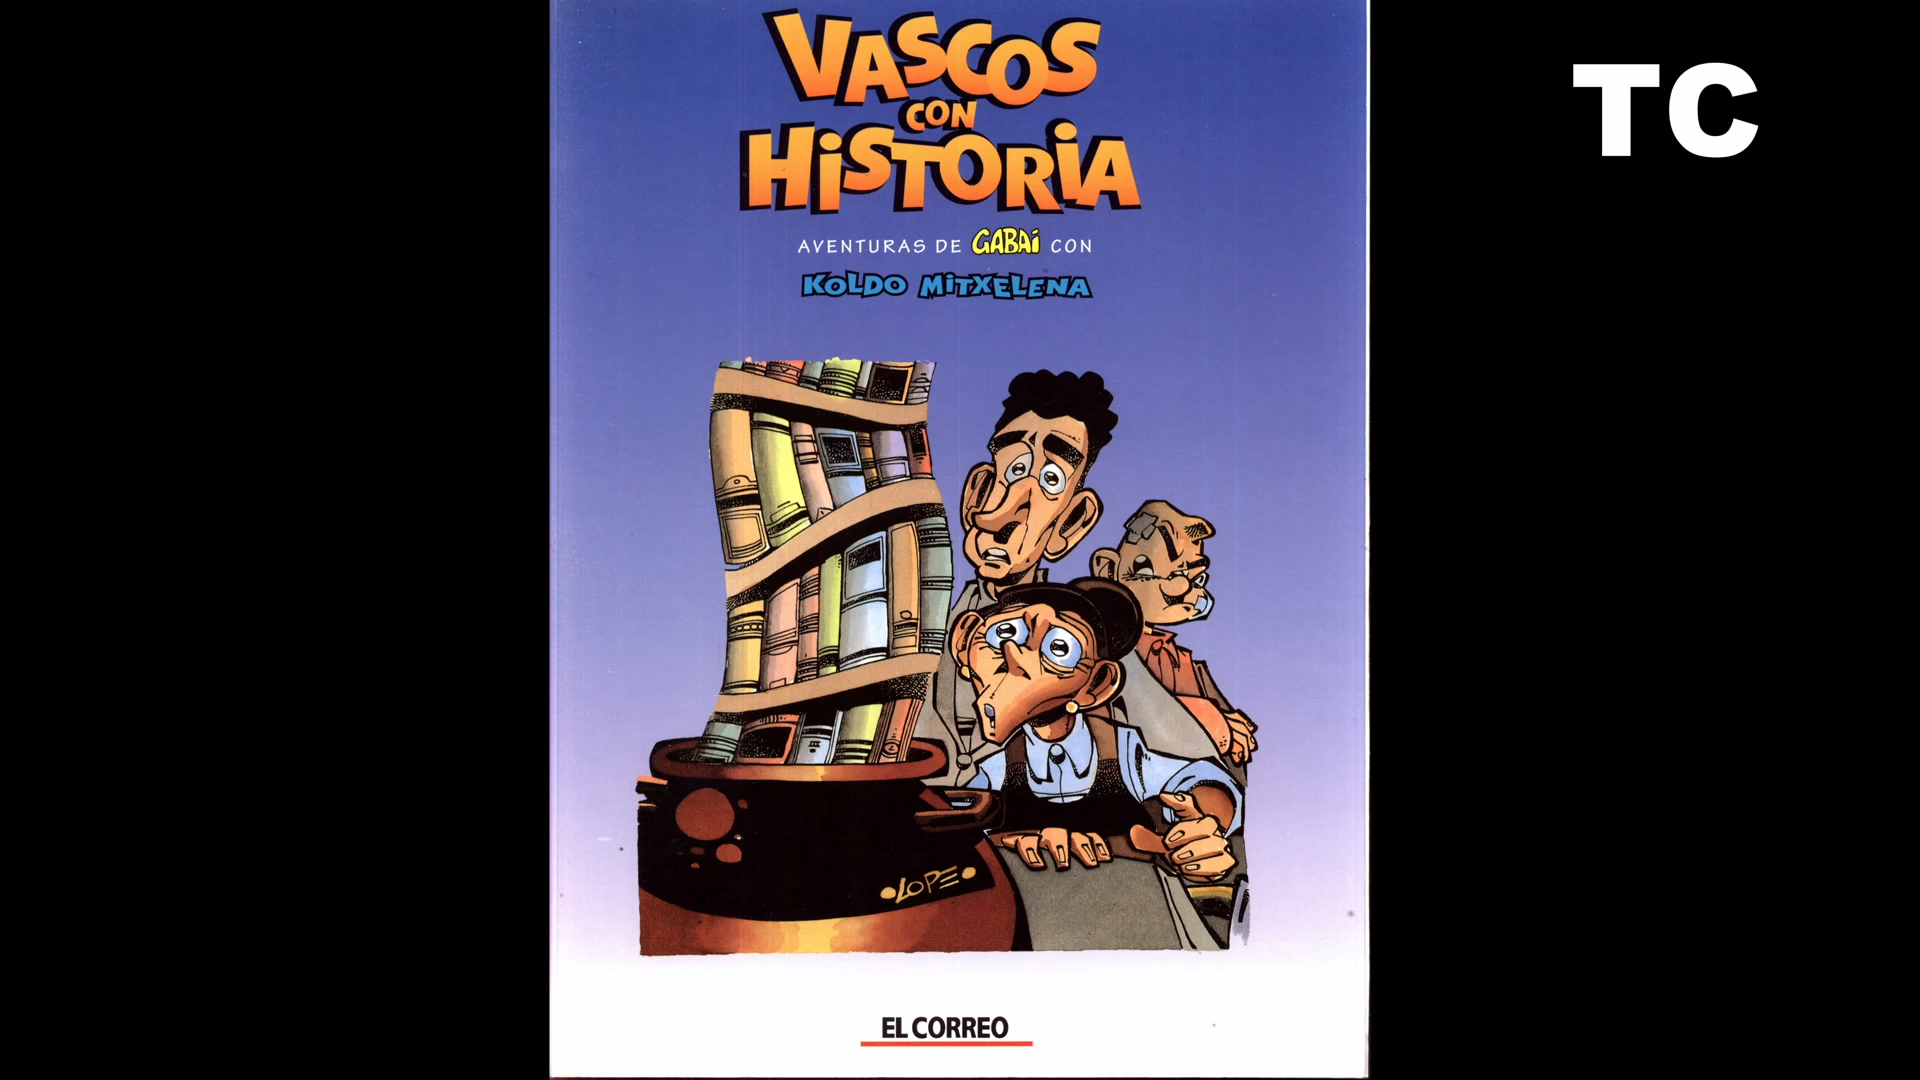 VASCOS
CON
HiSTORiA
AVENTURAS DE GABAi CON
KOLDO MiTXELENA
TC
LOPE
EL CORREO